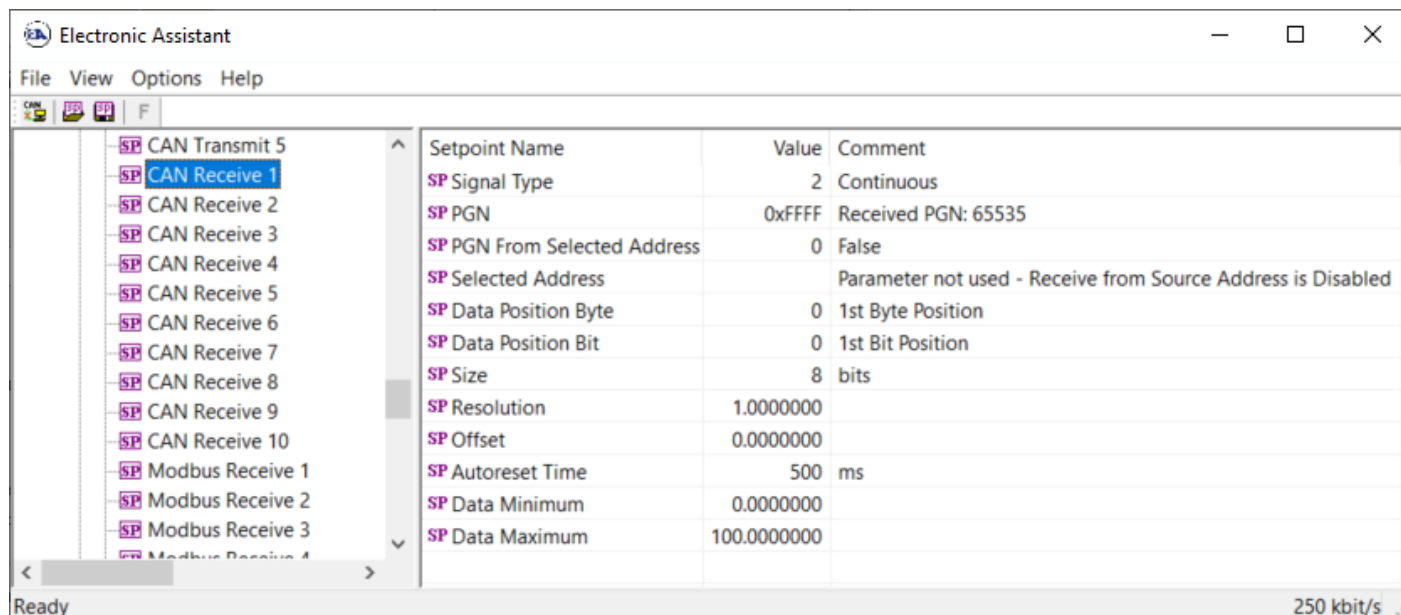 Electronic Assistant
File View Options Help
F
CAN Transmit 5
CAN Receive 1
CAN Receive 2
CAN Receive 3
CAN Receive 4
CAN Receive 5
CAN Receive 6
CAN Receive 7
CAN Receive 8
CAN Receive 9
CAN Receive 10
Modbus Receive 1
Modbus Receive 2
Modbus Receive 3
Modbus Receive 4
Setpoint Name Value Comment
SP Signal Type 2 Continuous
SP PGN 0xFFFF Received PGN: 65535
SP PGN From Selected Address 0 False
SP Selected Address Parameter not used - Receive from Source Address is Disabled
SP Data Position Byte 0 1st Byte Position
SP Data Position Bit 0 1st Bit Position
SP Size 8 bits
SP Resolution 1.0000000
SP Offset 0.0000000
SP Autoreset Time 500 ms
SP Data Minimum 0.0000000
SP Data Maximum 100.0000000
Ready 250 kbit/s